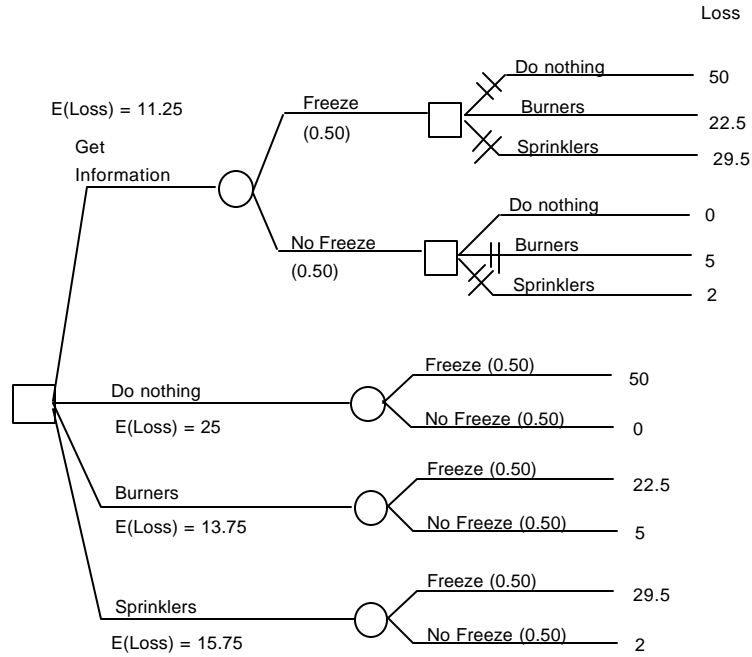 Loss
Do nothing
50
E(Loss) = 11.25
Freeze
(0.50)
Burners
22.5
Get
Information
Sprinklers
29.5
Do nothing
0
No Freeze
(0.50)
Burners
5
Sprinklers
2
Do nothing
E(Loss) = 25
Freeze (0.50)
50
No Freeze (0.50)
0
Burners
E(Loss) = 13.75
Freeze (0.50)
22.5
No Freeze (0.50)
5
Sprinklers
E(Loss) = 15.75
Freeze (0.50)
29.5
No Freeze (0.50)
2